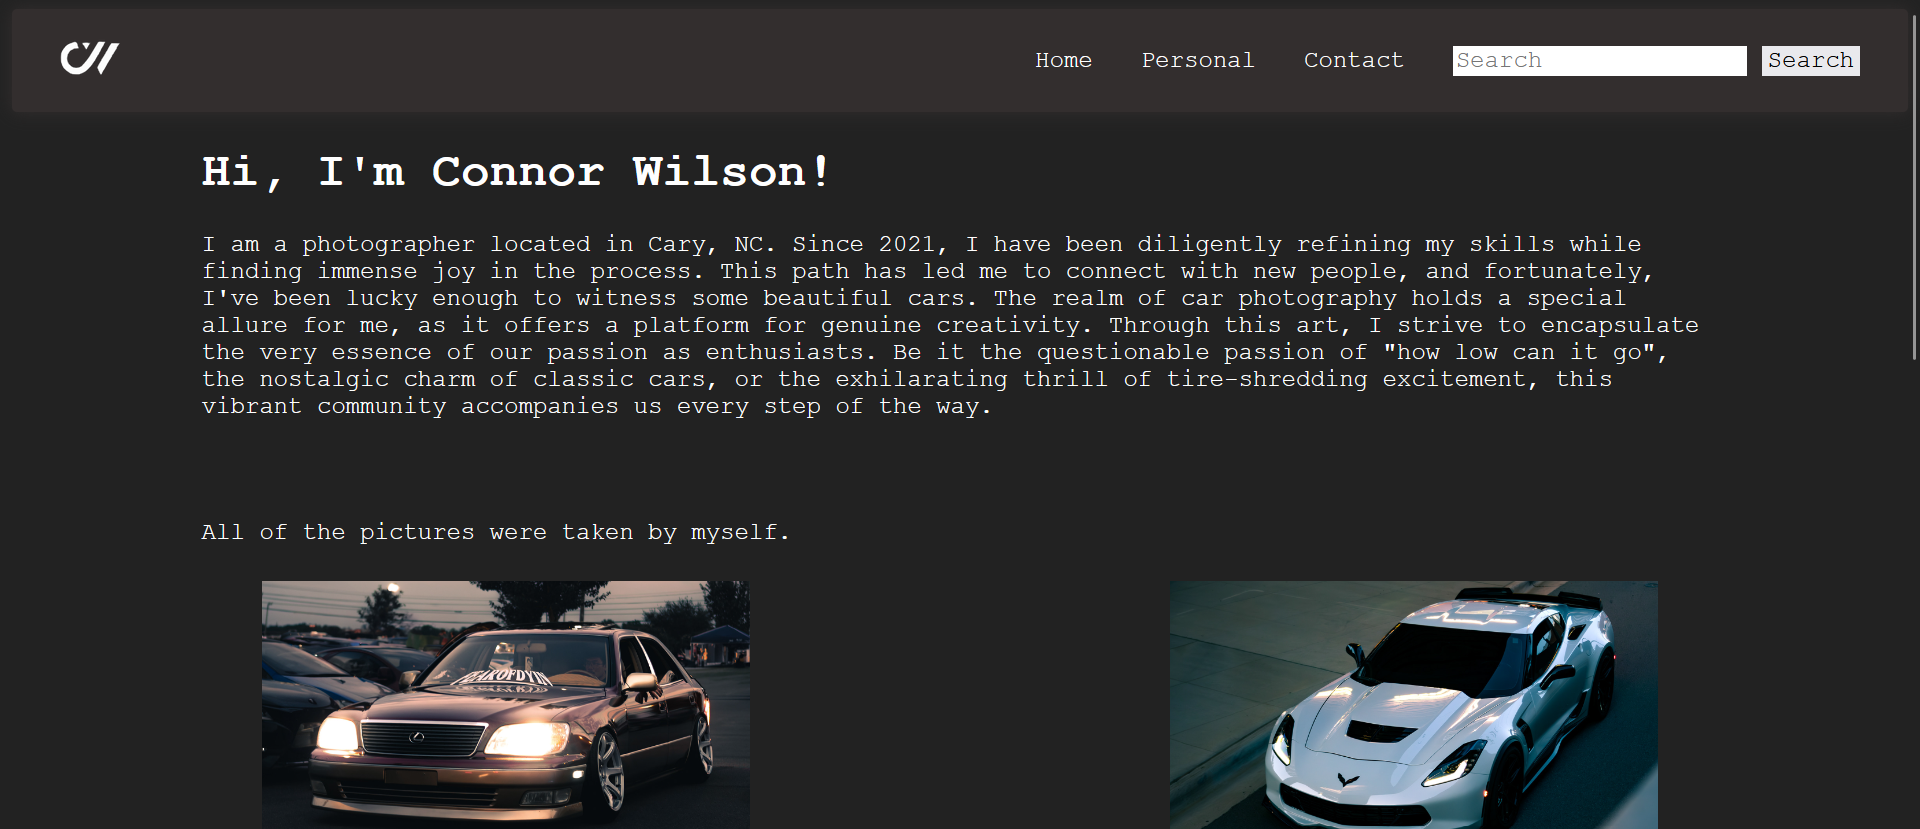 CW
Home Personal Contact Search Search
Hi, I'm Connor Wilson!
I am a photographer located in Cary, NC. Since 2021, I have been diligently refining my skills while
finding immense joy in the process. This path has led me to connect with new people, and fortunately,
I've been lucky enough to witness some beautiful cars. The realm of car photography holds a special
allure for me, as it offers a platform for genuine creativity. Through this art, I strive to encapsulate
the very essence of our passion as enthusiasts. Be it the questionable passion of "how low can it go",
the nostalgic charm of classic cars, or the exhilarating thrill of tire-shredding excitement, this
vibrant community accompanies us every step of the way.
All of the pictures were taken by myself.